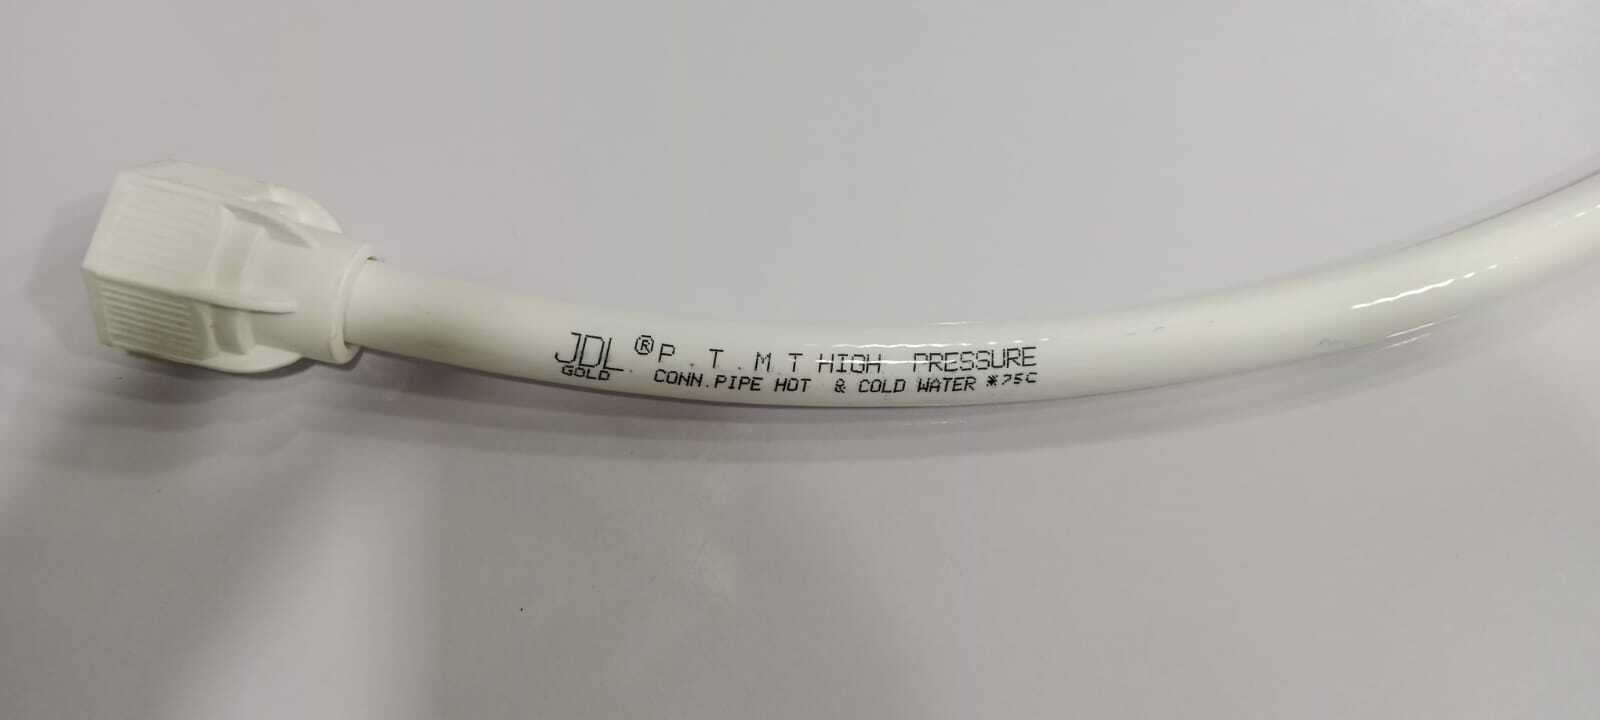 JDL ® P.T.M T HIGH PRESSURE
GOLD CONN.PIPE HOT & COLD WATER *75C